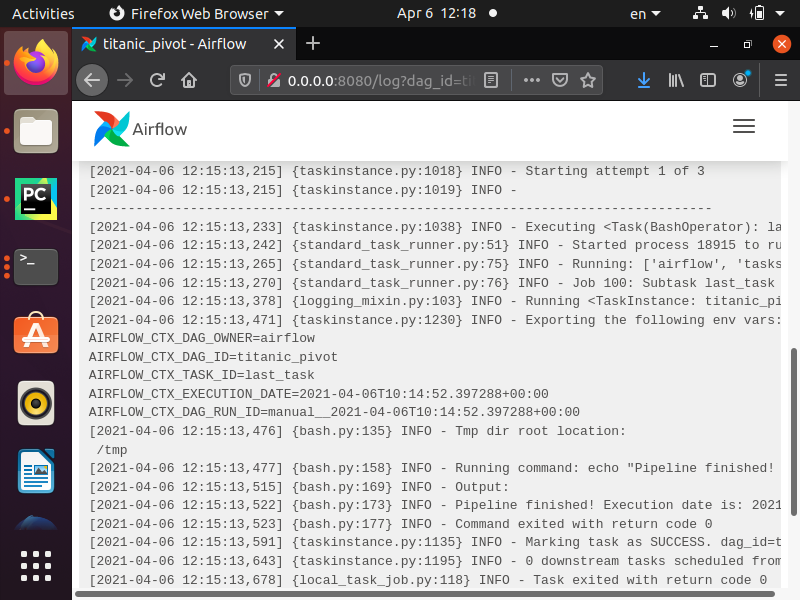 Activities
Firefox Web Browser
Apr 6 12:18
en
titanic_pivot - Airflow
0.0.0.0:8080/log?dag_id=ti
Airflow
[2021-04-06 12:15:13,215] {taskinstance.py:1018} INFO - Starting attempt 1 of 3
[2021-04-06 12:15:13,215] {taskinstance.py:1019} INFO -
--------------------------------------------------------------------------------
[2021-04-06 12:15:13,233] {taskinstance.py:1038} INFO - Executing <Task(BashOperator): la
[2021-04-06 12:15:13,242] {standard_task_runner.py:51} INFO - Started process 18915 to ru
[2021-04-06 12:15:13,265] {standard_task_runner.py:75} INFO - Running: ['airflow', 'tasks
[2021-04-06 12:15:13,270] {standard_task_runner.py:76} INFO - Job 100: Subtask last_task
[2021-04-06 12:15:13,378] {logging_mixin.py:103} INFO - Running <TaskInstance: titanic_pi
[2021-04-06 12:15:13,471] {taskinstance.py:1230} INFO - Exporting the following env vars:
AIRFLOW_CTX_DAG_OWNER=airflow
AIRFLOW_CTX_DAG_ID=titanic_pivot
AIRFLOW_CTX_TASK_ID=last_task
AIRFLOW_CTX_EXECUTION_DATE=2021-04-06T10:14:52.397288+00:00
AIRFLOW_CTX_DAG_RUN_ID=manual__2021-04-06T10:14:52.397288+00:00
[2021-04-06 12:15:13,476] {bash.py:135} INFO - Tmp dir root location:
/tmp
[2021-04-06 12:15:13,477] {bash.py:158} INFO - Running command: echo "Pipeline finished!
[2021-04-06 12:15:13,515] {bash.py:169} INFO - Output:
[2021-04-06 12:15:13,522] {bash.py:173} INFO - Pipeline finished! Execution date is: 2021
[2021-04-06 12:15:13,523] {bash.py:177} INFO - Command exited with return code 0
[2021-04-06 12:15:13,591] {taskinstance.py:1135} INFO - Marking task as SUCCESS. dag_id=t
[2021-04-06 12:15:13,643] {taskinstance.py:1195} INFO - 0 downstream tasks scheduled from
[2021-04-06 12:15:13,678] {local_task_job.py:118} INFO - Task exited with return code 0
PC
>_